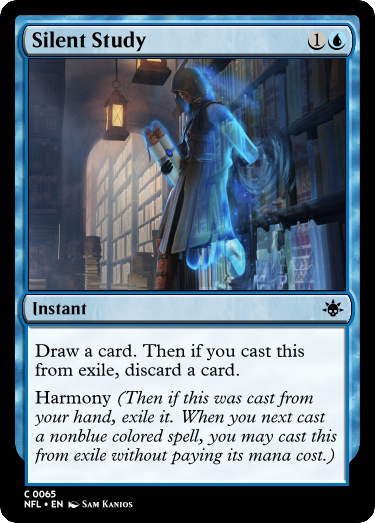 Silent Study 1
Instant
Draw a card. Then if you cast this
from exile, discard a card.
Harmony (Then if this was cast from
your hand, exile it. When you next cast
a nonblue colored spell, you may cast this
from exile without paying its mana cost.)
C 0065
NFL • EN Sam Kanios